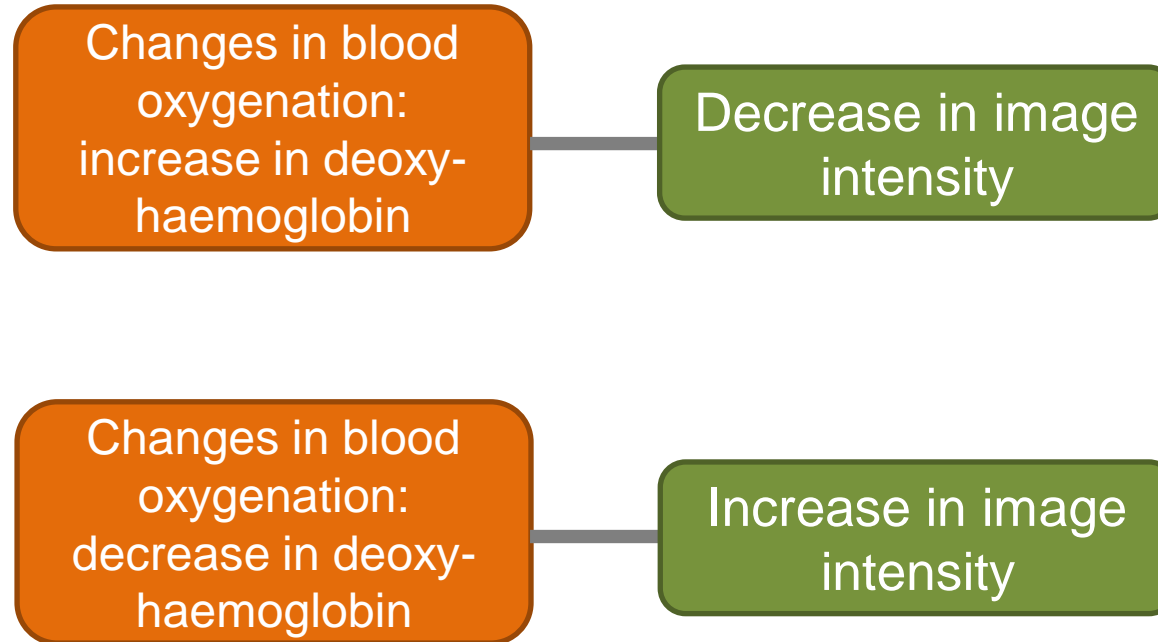 Changes in blood
oxygenation:
increase in deoxy-
haemoglobin
Decrease in image
intensity
Changes in blood
oxygenation:
decrease in deoxy-
haemoglobin
Increase in image
intensity